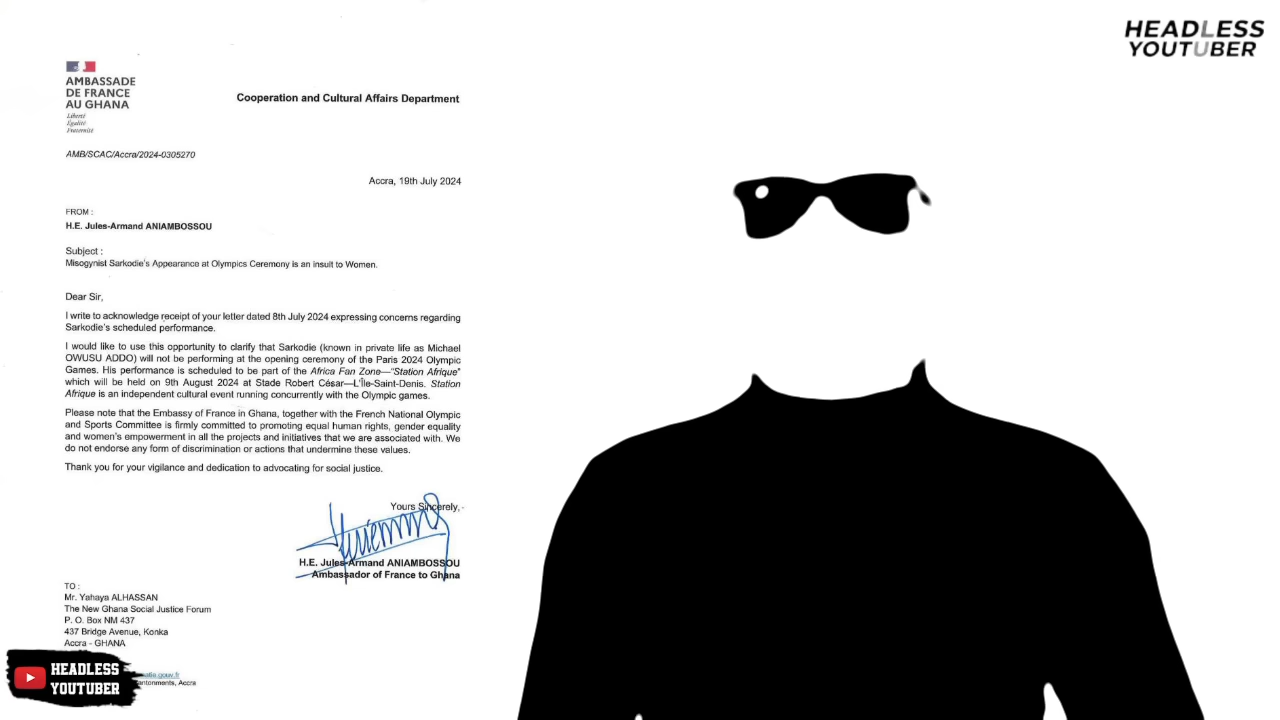 HEADLESS
YOUTUBER
AMBASSADE
DE FRANCE
AU GHANA
Liberté
Égalité
Fraternité
Cooperation and Cultural Affairs Department
AMB/SCAC/Accra/2024-0305270
Accra, 19th July 2024
FROM :
H.E. Jules-Armand ANIAMBOSSOU
Subject :
Misogynist Sarkodie's Appearance at Olympics Ceremony is an insult to Women.
Dear Sir,
I write to acknowledge receipt of your letter dated 8th July 2024 expressing concerns regarding
Sarkodie's scheduled performance.
I would like to use this opportunity to clarify that Sarkodie (known in private life as Michael
OWUSU ADDO) will not be performing at the opening ceremony of the Paris 2024 Olympic
Games. His performance is scheduled to be part of the Africa Fan Zone—"Station Afrique"
which will be held on 9th August 2024 at Stade Robert César—L'Île-Saint-Denis. Station
Afrique is an independent cultural event running concurrently with the Olympic games.
Please note that the Embassy of France in Ghana, together with the French National Olympic
and Sports Committee is firmly committed to promoting equal human rights, gender equality
and women's empowerment in all the projects and initiatives that we are associated with. We
do not endorse any form of discrimination or actions that undermine these values.
Thank you for your vigilance and dedication to advocating for social justice.
Yours Sincerely,
H.E. Jules-Armand ANIAMBOSSOU
Ambassador of France to Ghana
TO :
Mr. Yahaya ALHASSAN
The New Ghana Social Justice Forum
P. O. Box NM 437
437 Bridge Avenue, Konka
Accra - GHANA
HEADLESS
YOUTUBER
.gouv.fr
Accra